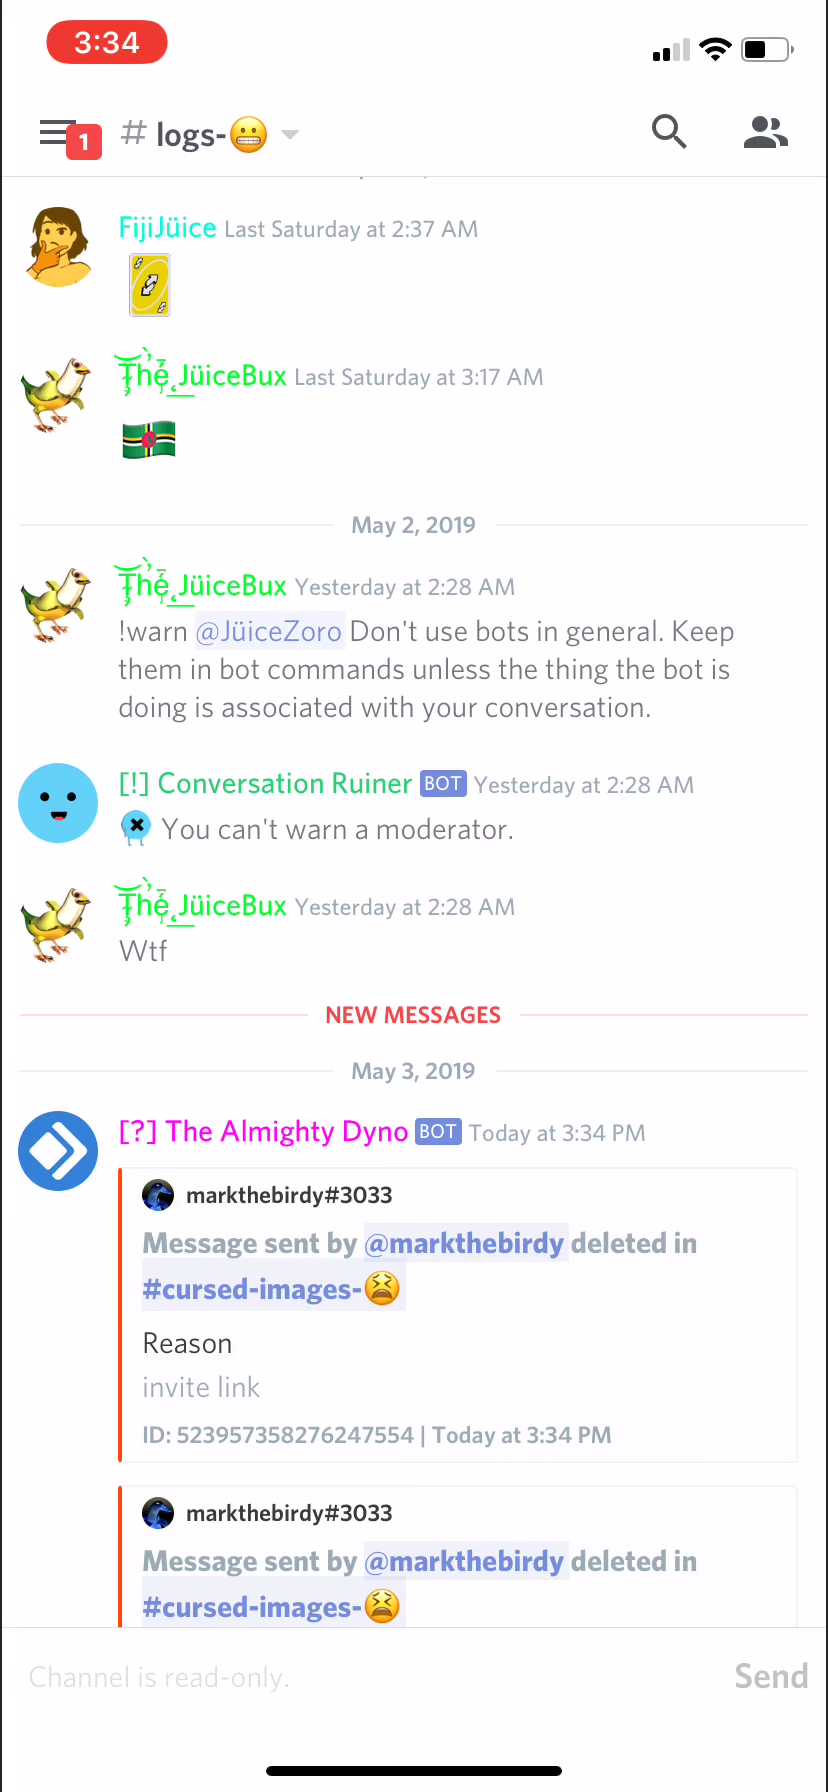 3:34
1
# logs-😬
FijiJüice Last Saturday at 2:37 AM
Thé JüiceBux Last Saturday at 3:17 AM
🇩🇲
May 2, 2019
Thé JüiceBux Yesterday at 2:28 AM
!warn @JüiceZoro Don't use bots in general. Keep
them in bot commands unless the thing the bot is
doing is associated with your conversation.
[!] Conversation Ruiner BOT Yesterday at 2:28 AM
You can't warn a moderator.
Thé JüiceBux Yesterday at 2:28 AM
Wtf
NEW MESSAGES
May 3, 2019
[?] The Almighty Dyno BOT Today at 3:34 PM
markthebirdy#3033
Message sent by @markthebirdy deleted in
#cursed-images-😫
Reason
invite link
ID: 523957358276247554 | Today at 3:34 PM
markthebirdy#3033
Message sent by @markthebirdy deleted in
#cursed-images-😫
Channel is read-only.
Send